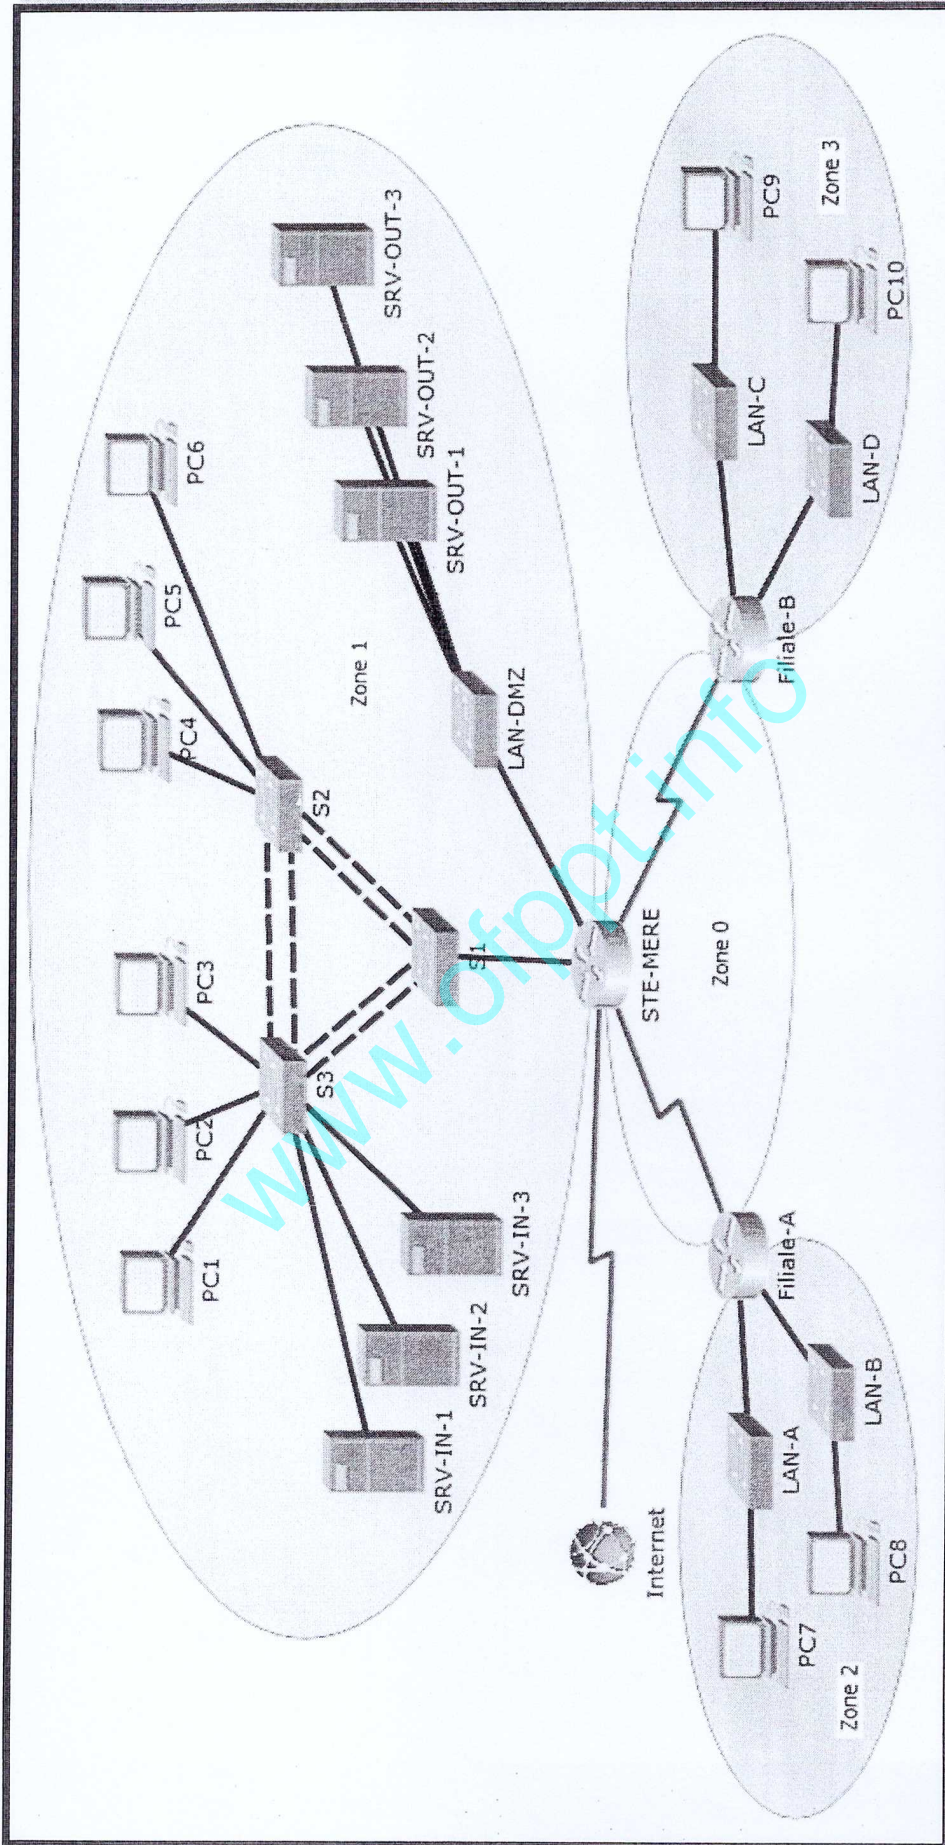 PC1
PC2
PC3
PC4
PC5
PC6
S3
S2
SRV-IN-1
SRV-IN-2
SRV-IN-3
S1
Zone 1
SRV-OUT-1
SRV-OUT-2
SRV-OUT-3
LAN-DMZ
Internet
STE-MERE
Zone 0
Filiale-A
Filiale-B
LAN-A
LAN-B
PC7
PC8
Zone 2
LAN-C
LAN-D
PC9
PC10
Zone 3
www.ofppt.info